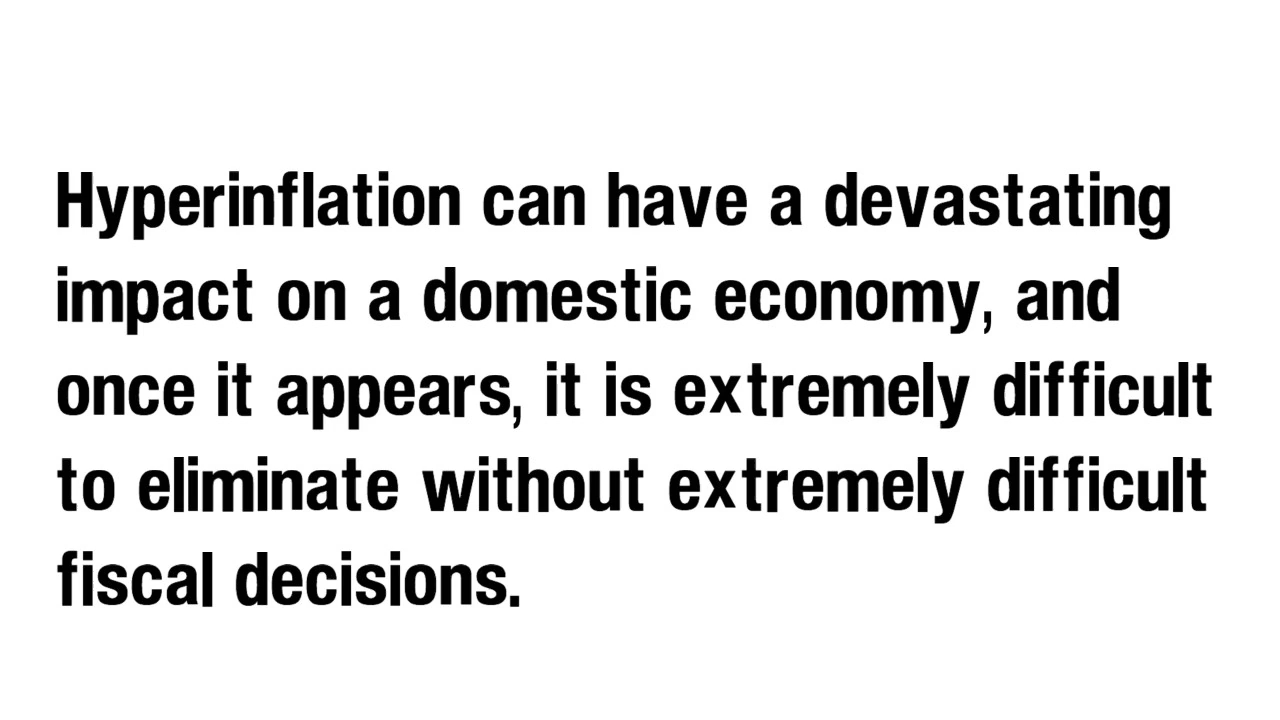 Hyperinflation can have a devastating
impact on a domestic economy, and
once it appears, it is extremely difficult
to eliminate without extremely difficult
fiscal decisions.